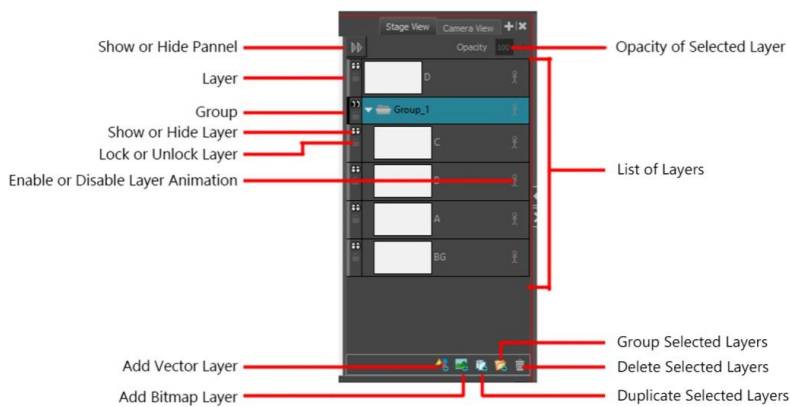 Stage View Camera View
Show or Hide Pannel
Opacity 100
Opacity of Selected Layer
Layer
D
Group
Group_1
Show or Hide Layer
Lock or Unlock Layer
C
List of Layers
Enable or Disable Layer Animation
B
A
BG
Group Selected Layers
Add Vector Layer
Delete Selected Layers
Add Bitmap Layer
Duplicate Selected Layers